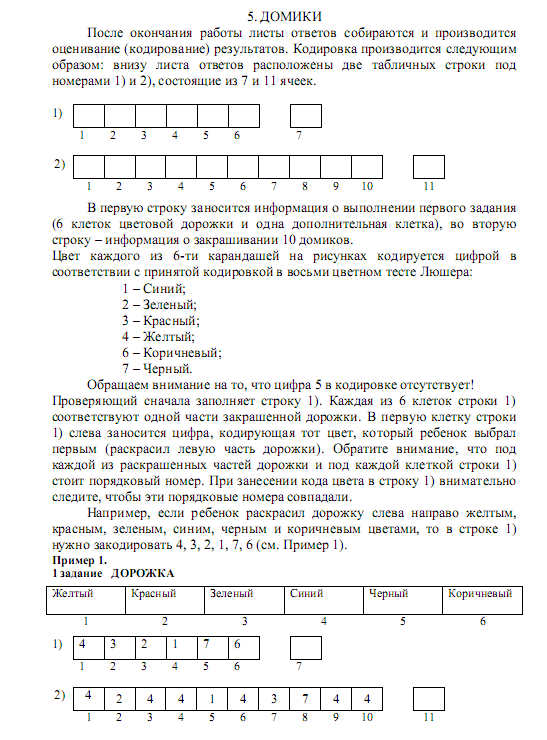 5. ДОМИКИ
После окончания работы листы ответов собираются и производится
оценивание (кодирование) результатов. Кодировка производится следующим
образом: внизу листа ответов расположены две табличных строки под
номерами 1) и 2), состоящие из 7 и 11 ячеек.
1)
1 2 3 4 5 6 7
2)
1 2 3 4 5 6 7 8 9 10 11
В первую строку заносится информация о выполнении первого задания
(6 клеток цветовой дорожки и одна дополнительная клетка), во вторую
строку – информация о закрашивании 10 домиков.
Цвет каждого из 6-ти карандашей на рисунках кодируется цифрой в
соответствии с принятой кодировкой в восьми цветном тесте Люшера:
1 – Синий;
2 – Зеленый;
3 – Красный;
4 – Желтый;
6 – Коричневый;
7 – Черный.
Обращаем внимание на то, что цифра 5 в кодировке отсутствует!
Проверяющий сначала заполняет строку 1). Каждая из 6 клеток строки 1)
соответствуют одной части закрашенной дорожки. В первую клетку строки
1) слева заносится цифра, кодирующая тот цвет, который ребенок выбрал
первым (раскрасил левую часть дорожки). Обратите внимание, что под
каждой из раскрашенных частей дорожки и под каждой клеткой строки 1)
стоит порядковый номер. При занесении кода цвета в строку 1) внимательно
следите, чтобы эти порядковые номера совпадали.
Например, если ребенок раскрасил дорожку слева направо желтым,
красным, зеленым, синим, черным и коричневым цветами, то в строке 1)
нужно закодировать 4, 3, 2, 1, 7, 6 (см. Пример 1).
Пример 1.
1 задание ДОРОЖКА
Желтый Красный Зеленый Синий Черный Коричневый
1 2 3 4 5 6
1) 4 3 2 1 7 6
1 2 3 4 5 6 7
2) 4 2 4 4 1 4 3 7 4 4
1 2 3 4 5 6 7 8 9 10 11